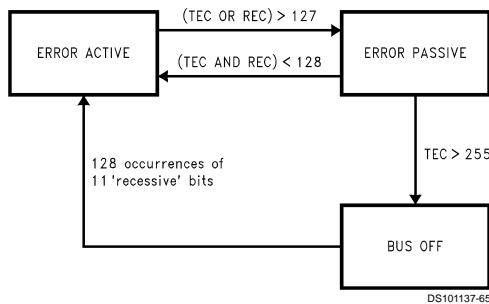 (TEC OR REC) > 127
ERROR ACTIVE
ERROR PASSIVE
(TEC AND REC) < 128
TEC > 255
128 occurrences of
11 'recessive' bits
BUS OFF
DS101137-65